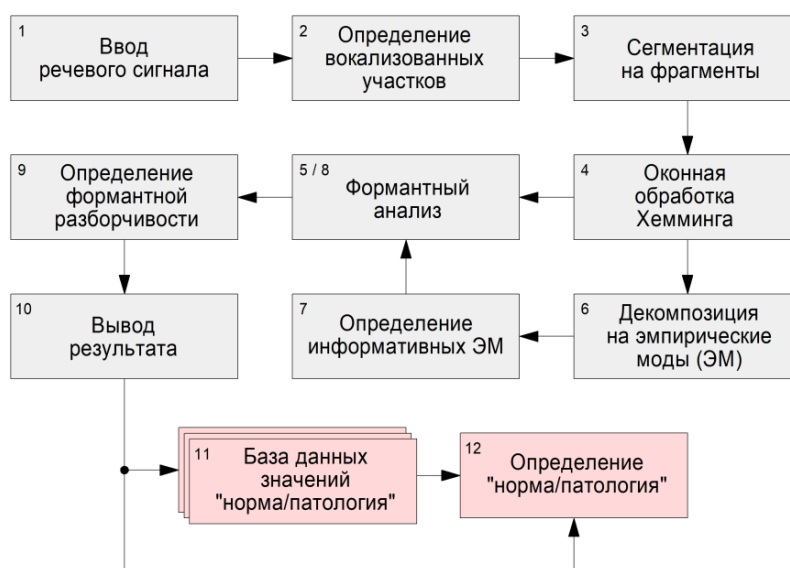 1
Ввод
речевого сигнала
2
Определение
вокализованных
участков
3
Сегментация
на фрагменты
4
Оконная
обработка
Хемминга
5 / 8
Формантный
анализ
9
Определение
формантной
разборчивости
10
Вывод
результата
7
Определение
информативных ЭМ
6
Декомпозиция
на эмпирические
моды (ЭМ)
11
База данных
значений
"норма/патология"
12
Определение
"норма/патология"